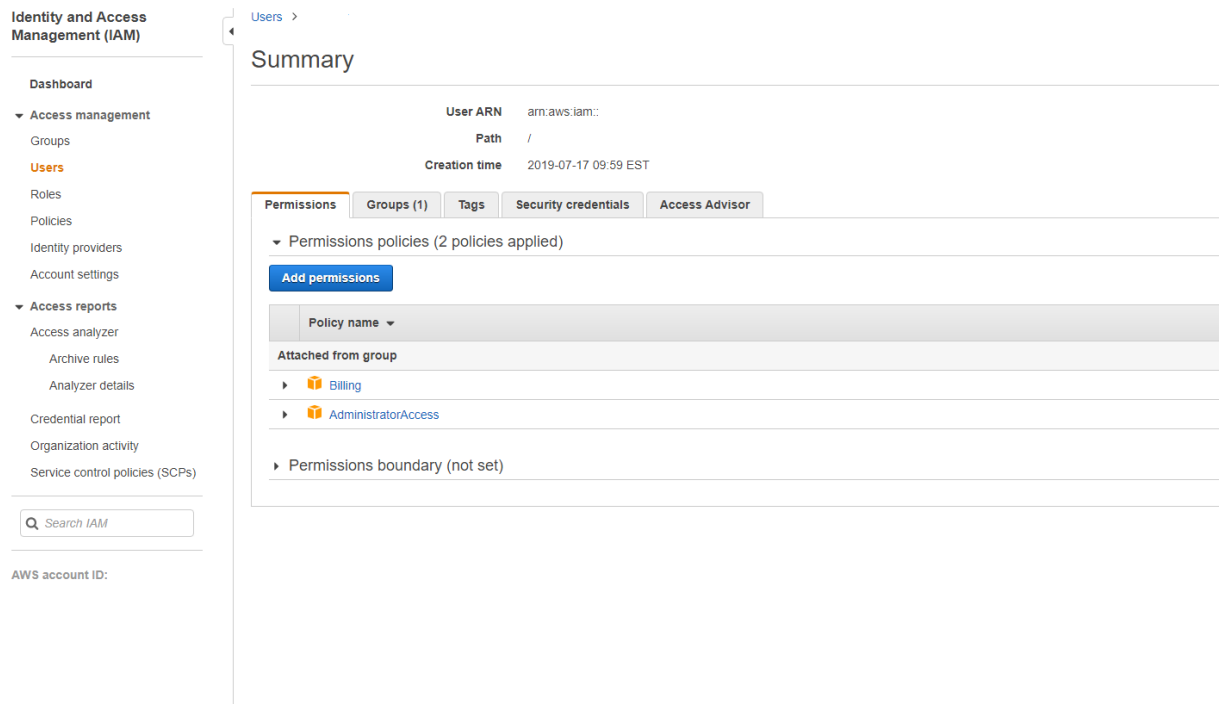 Identity and Access
Management (IAM)
Dashboard
Access management
Groups
Users
Roles
Policies
Identity providers
Account settings
Access reports
Access analyzer
Archive rules
Analyzer details
Credential report
Organization activity
Service control policies (SCPs)
Search IAM
AWS account ID:
Users >
Summary
User ARN arn:aws:iam::
Path /
Creation time 2019-07-17 09:59 EST
Permissions Groups (1) Tags Security credentials Access Advisor
Permissions policies (2 policies applied)
Add permissions
Policy name
Attached from group
Billing
AdministratorAccess
Permissions boundary (not set)